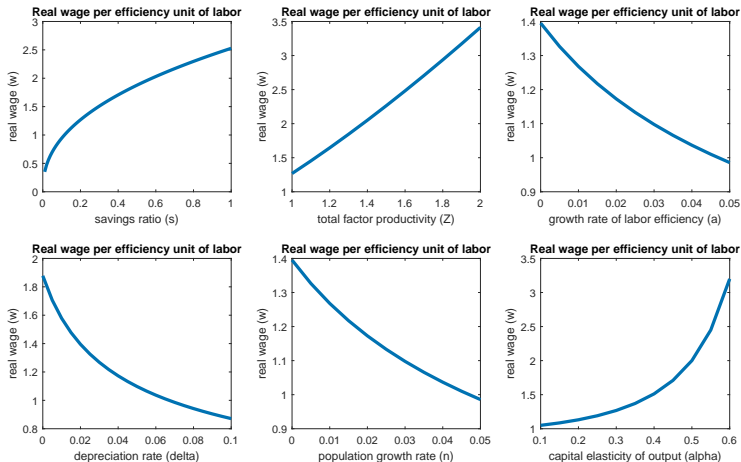 Real wage per efficiency unit of labor
3
2.5
2
1.5
1
0.5
0
real wage (w)
0 0.2 0.4 0.6 0.8 1
savings ratio (s)
Real wage per efficiency unit of labor
3.5
3
2.5
2
1.5
1
real wage (w)
1 1.2 1.4 1.6 1.8 2
total factor productivity (Z)
Real wage per efficiency unit of labor
1.4
1.3
1.2
1.1
1
0.9
real wage (w)
0 0.01 0.02 0.03 0.04 0.05
growth rate of labor efficiency (a)
Real wage per efficiency unit of labor
2
1.8
1.6
1.4
1.2
1
0.8
real wage (w)
0 0.02 0.04 0.06 0.08 0.1
depreciation rate (delta)
Real wage per efficiency unit of labor
1.4
1.3
1.2
1.1
1
0.9
real wage (w)
0 0.01 0.02 0.03 0.04 0.05
population growth rate (n)
Real wage per efficiency unit of labor
3.5
3
2.5
2
1.5
1
real wage (w)
0.1 0.2 0.3 0.4 0.5 0.6
capital elasticity of output (alpha)